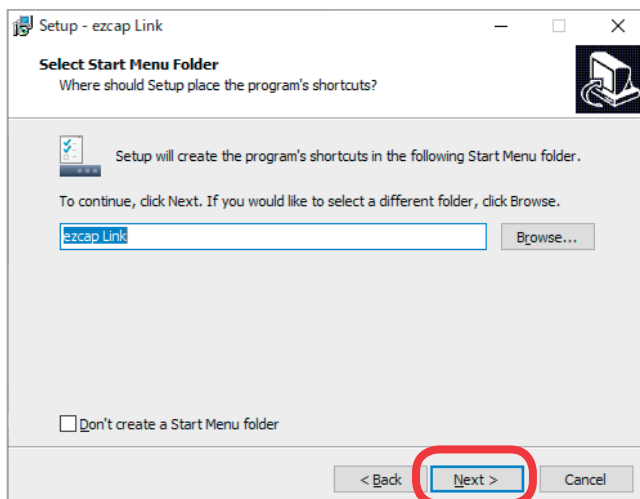 Setup - ezcap Link
Select Start Menu Folder
Where should Setup place the program's shortcuts?
Setup will create the program's shortcuts in the following Start Menu folder.
To continue, click Next. If you would like to select a different folder, click Browse.
ezcap Link
Browse...
Don't create a Start Menu folder
< Back
Next >
Cancel